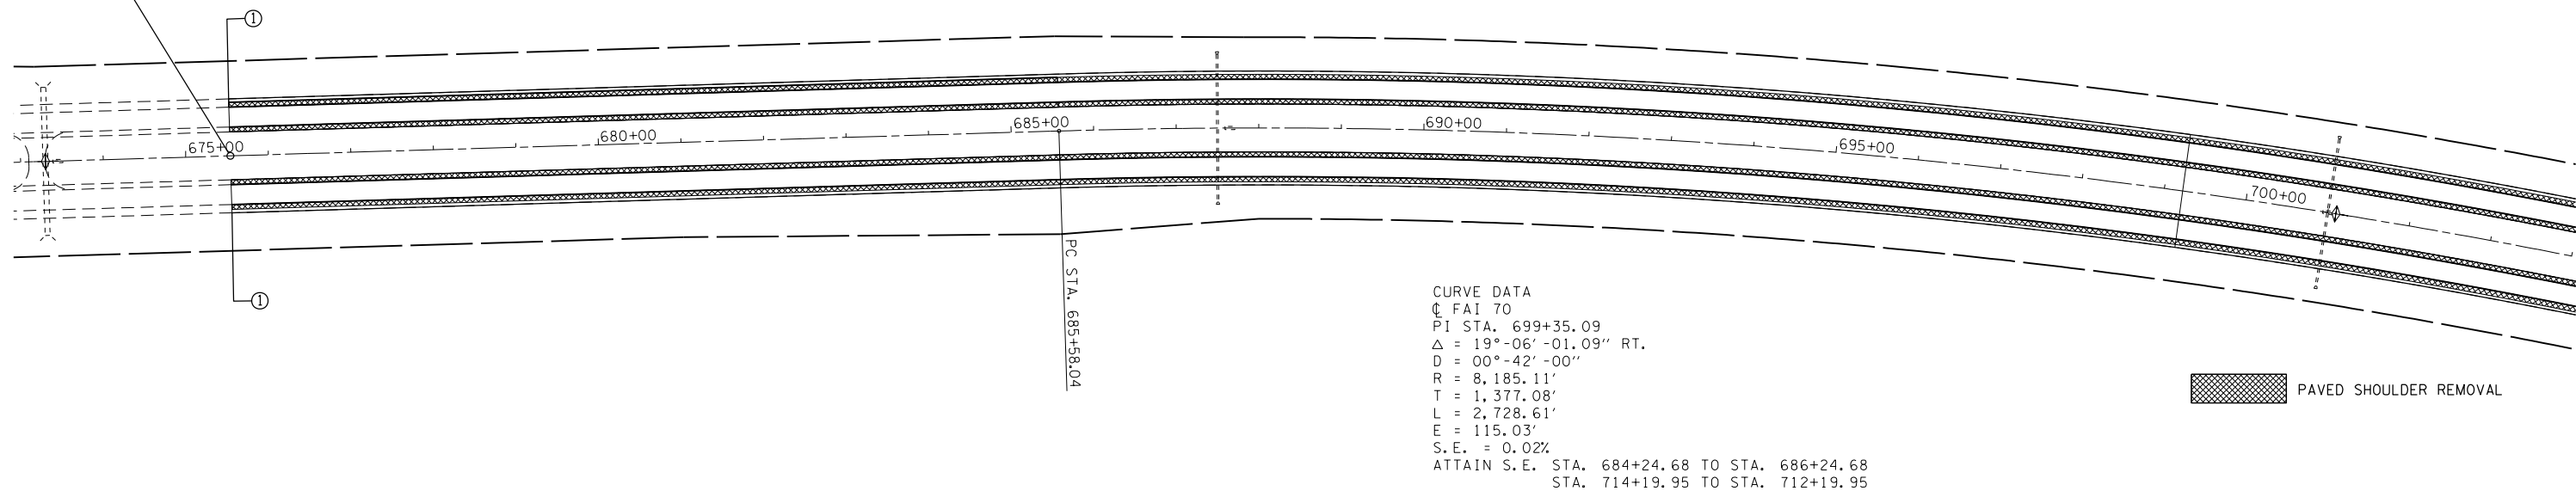 1
675+00
680+00
685+00
690+00
695+00
700+00
1
PC STA. 685+58.04
CURVE DATA
℄ FAI 70
PI STA. 699+35.09
△ = 19°-06'-01.09" RT.
D = 00°-42'-00"
R = 8,185.11'
T = 1,377.08'
L = 2,728.61'
E = 115.03'
S.E. = 0.02%
ATTAIN S.E. STA. 684+24.68 TO STA. 686+24.68
STA. 714+19.95 TO STA. 712+19.95
PAVED SHOULDER REMOVAL